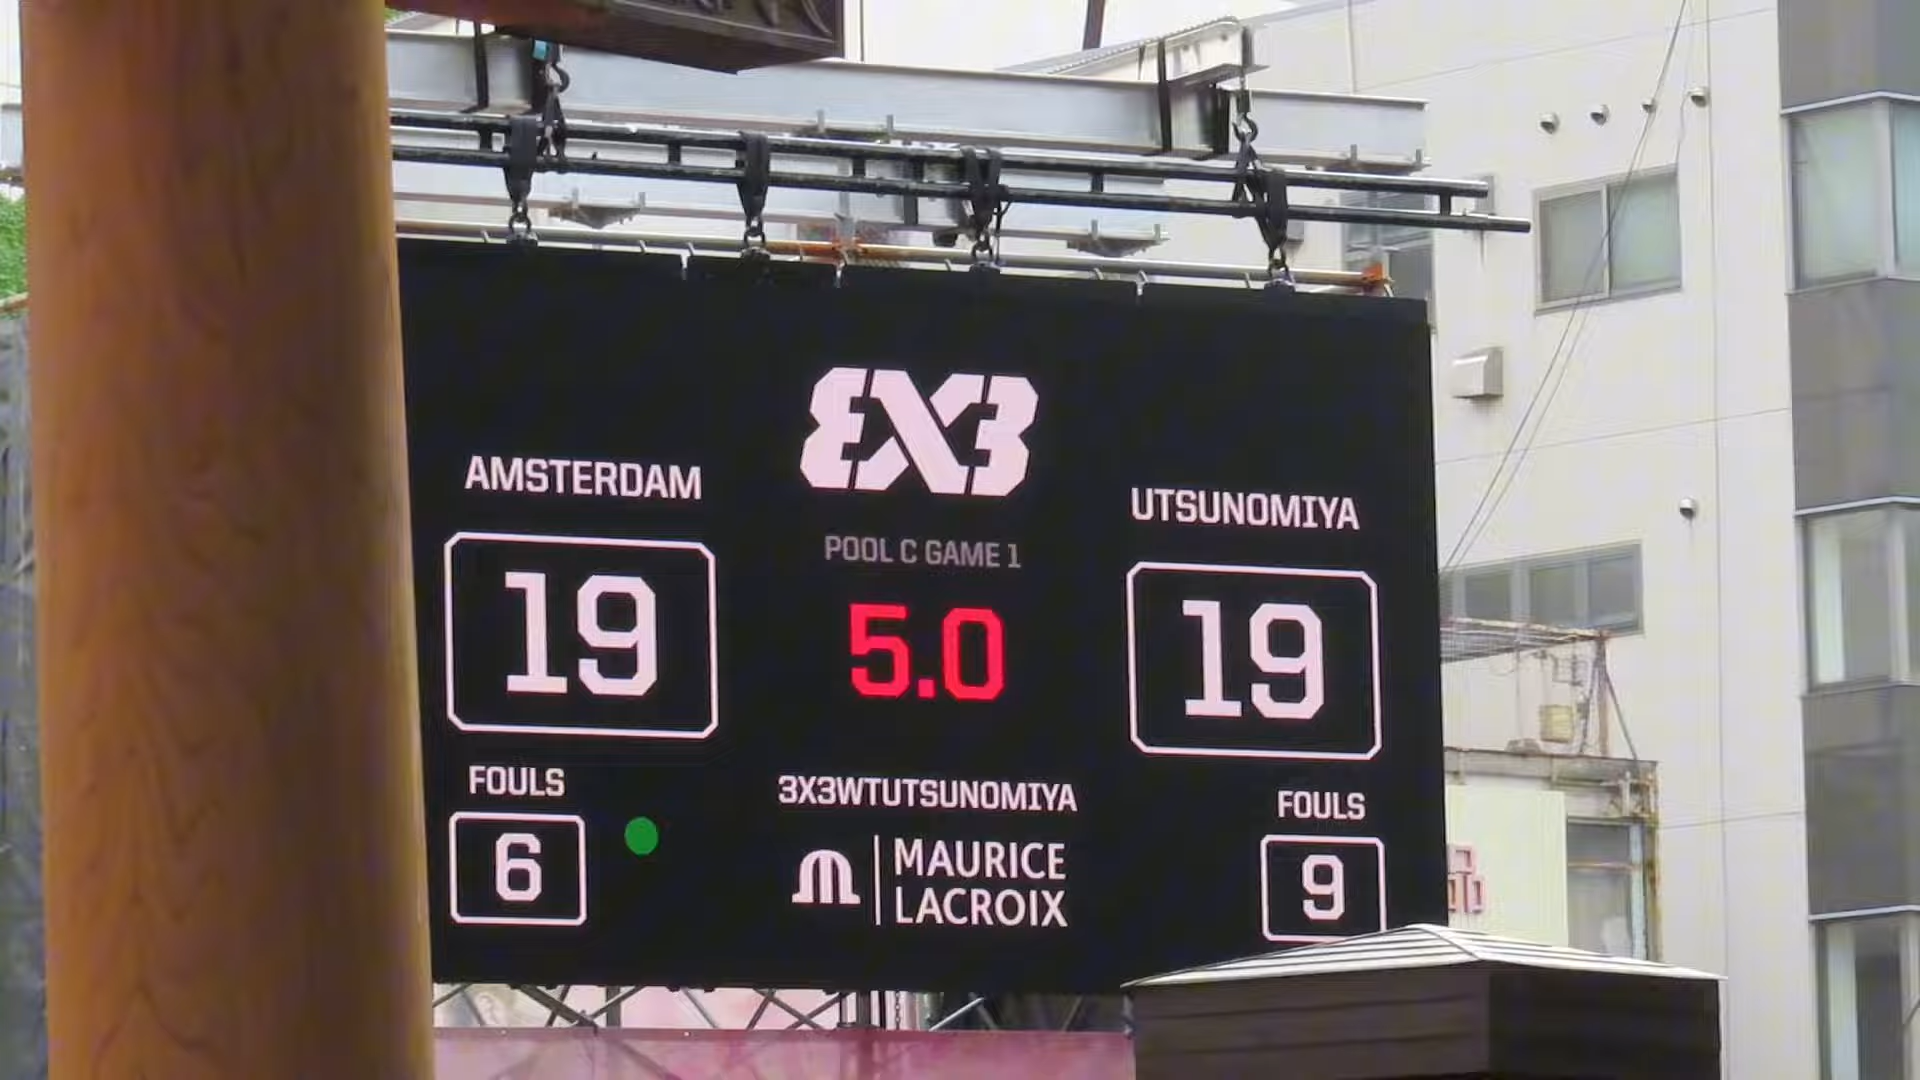 3X3
AMSTERDAM
UTSUNOMIYA
POOL C GAME 1
19
5.0
19
FOULS
3X3WTUTSUNOMIYA
FOULS
6
MAURICE
LACROIX
9